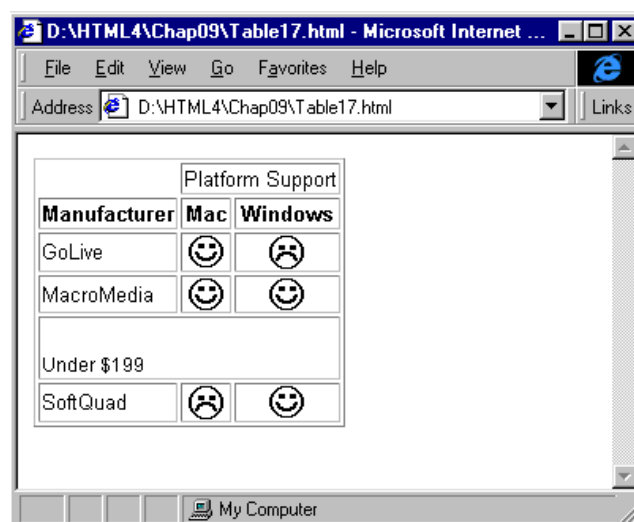 D:\HTML4\Chap09\Table17.html - Microsoft Internet ...
File Edit View Go Favorites Help
Address D:\HTML4\Chap09\Table17.html Links
Platform Support
Manufacturer Mac Windows
GoLive
MacroMedia
Under $199
SoftQuad
My Computer